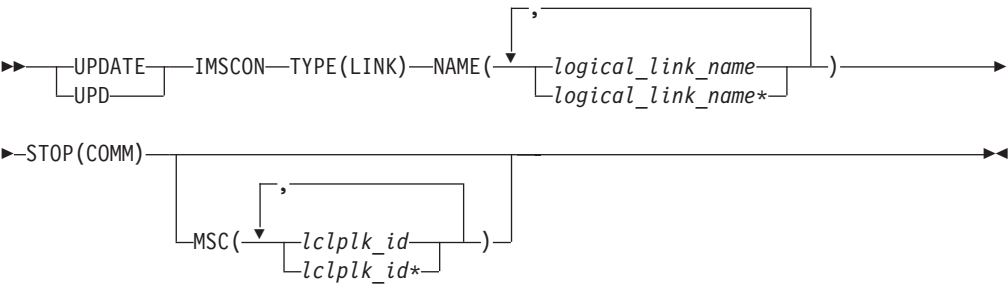 ,
UPDATE IMSCON TYPE(LINK) NAME( logical_link_name )
UPD logical_link_name*
STOP(COMM)
,
MSC( lclplk_id )
lclplk_id*